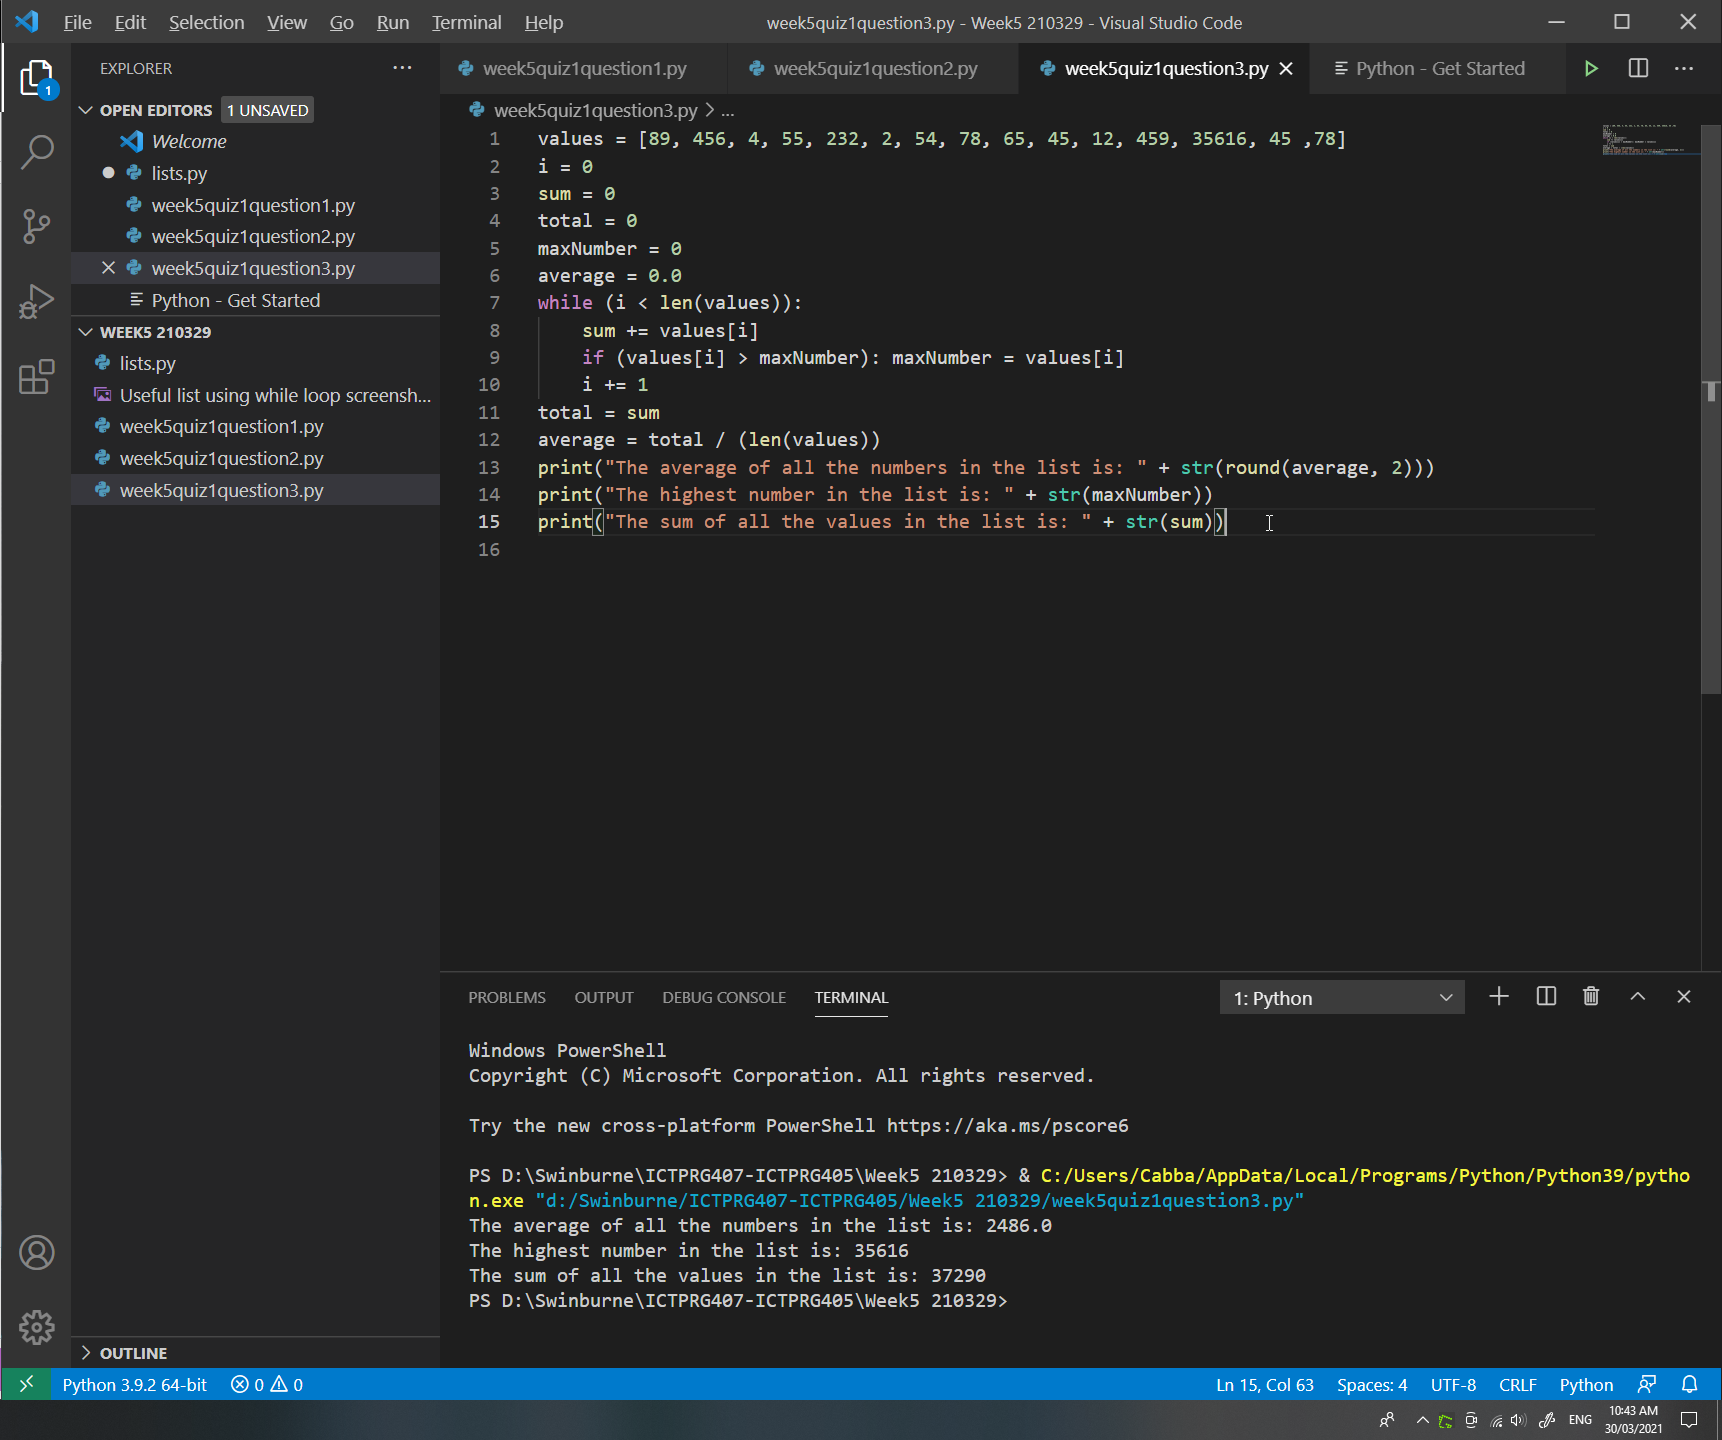 File Edit Selection View Go Run Terminal Help week5quiz1question3.py - Week5 210329 - Visual Studio Code
EXPLORER
OPEN EDITORS 1 UNSAVED
Welcome
lists.py
week5quiz1question1.py
week5quiz1question2.py
week5quiz1question3.py
Python - Get Started
WEEK5 210329
lists.py
Useful list using while loop screensh...
week5quiz1question1.py
week5quiz1question2.py
week5quiz1question3.py
OUTLINE
1
week5quiz1question1.py week5quiz1question2.py week5quiz1question3.py Python - Get Started
week5quiz1question3.py > ...
1 values = [89, 456, 4, 55, 232, 2, 54, 78, 65, 45, 12, 459, 35616, 45 ,78]
2 i = 0
3 sum = 0
4 total = 0
5 maxNumber = 0
6 average = 0.0
7 while (i < len(values)):
8     sum += values[i]
9     if (values[i] > maxNumber): maxNumber = values[i]
10     i += 1
11 total = sum
12 average = total / (len(values))
13 print("The average of all the numbers in the list is: " + str(round(average, 2)))
14 print("The highest number in the list is: " + str(maxNumber))
15 print("The sum of all the values in the list is: " + str(sum))
16
PROBLEMS OUTPUT DEBUG CONSOLE TERMINAL 1: Python
Windows PowerShell
Copyright (C) Microsoft Corporation. All rights reserved.
Try the new cross-platform PowerShell https://aka.ms/pscore6
PS D:\Swinburne\ICTPRG407-ICTPRG405\Week5 210329> & C:/Users/Cabba/AppData/Local/Programs/Python/Python39/pytho
n.exe "d:/Swinburne/ICTPRG407-ICTPRG405/Week5 210329/week5quiz1question3.py"
The average of all the numbers in the list is: 2486.0
The highest number in the list is: 35616
The sum of all the values in the list is: 37290
PS D:\Swinburne\ICTPRG407-ICTPRG405\Week5 210329>
Python 3.9.2 64-bit 0 0 Ln 15, Col 63 Spaces: 4 UTF-8 CRLF Python
ENG 10:43 AM
30/03/2021